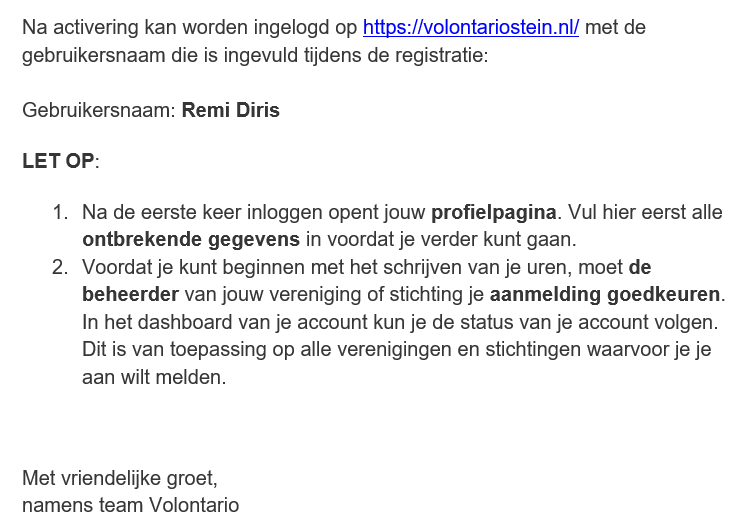 Na activering kan worden ingelogd op https://volontariostein.nl/ met de
gebruikersnaam die is ingevuld tijdens de registratie:
Gebruikersnaam: Remi Diris
LET OP:
1. Na de eerste keer inloggen opent jouw profielpagina. Vul hier eerst alle
ontbrekende gegevens in voordat je verder kunt gaan.
2. Voordat je kunt beginnen met het schrijven van je uren, moet de
beheerder van jouw vereniging of stichting je aanmelding goedkeuren.
In het dashboard van je account kun je de status van je account volgen.
Dit is van toepassing op alle verenigingen en stichtingen waarvoor je je
aan wilt melden.
Met vriendelijke groet,
namens team Volontario